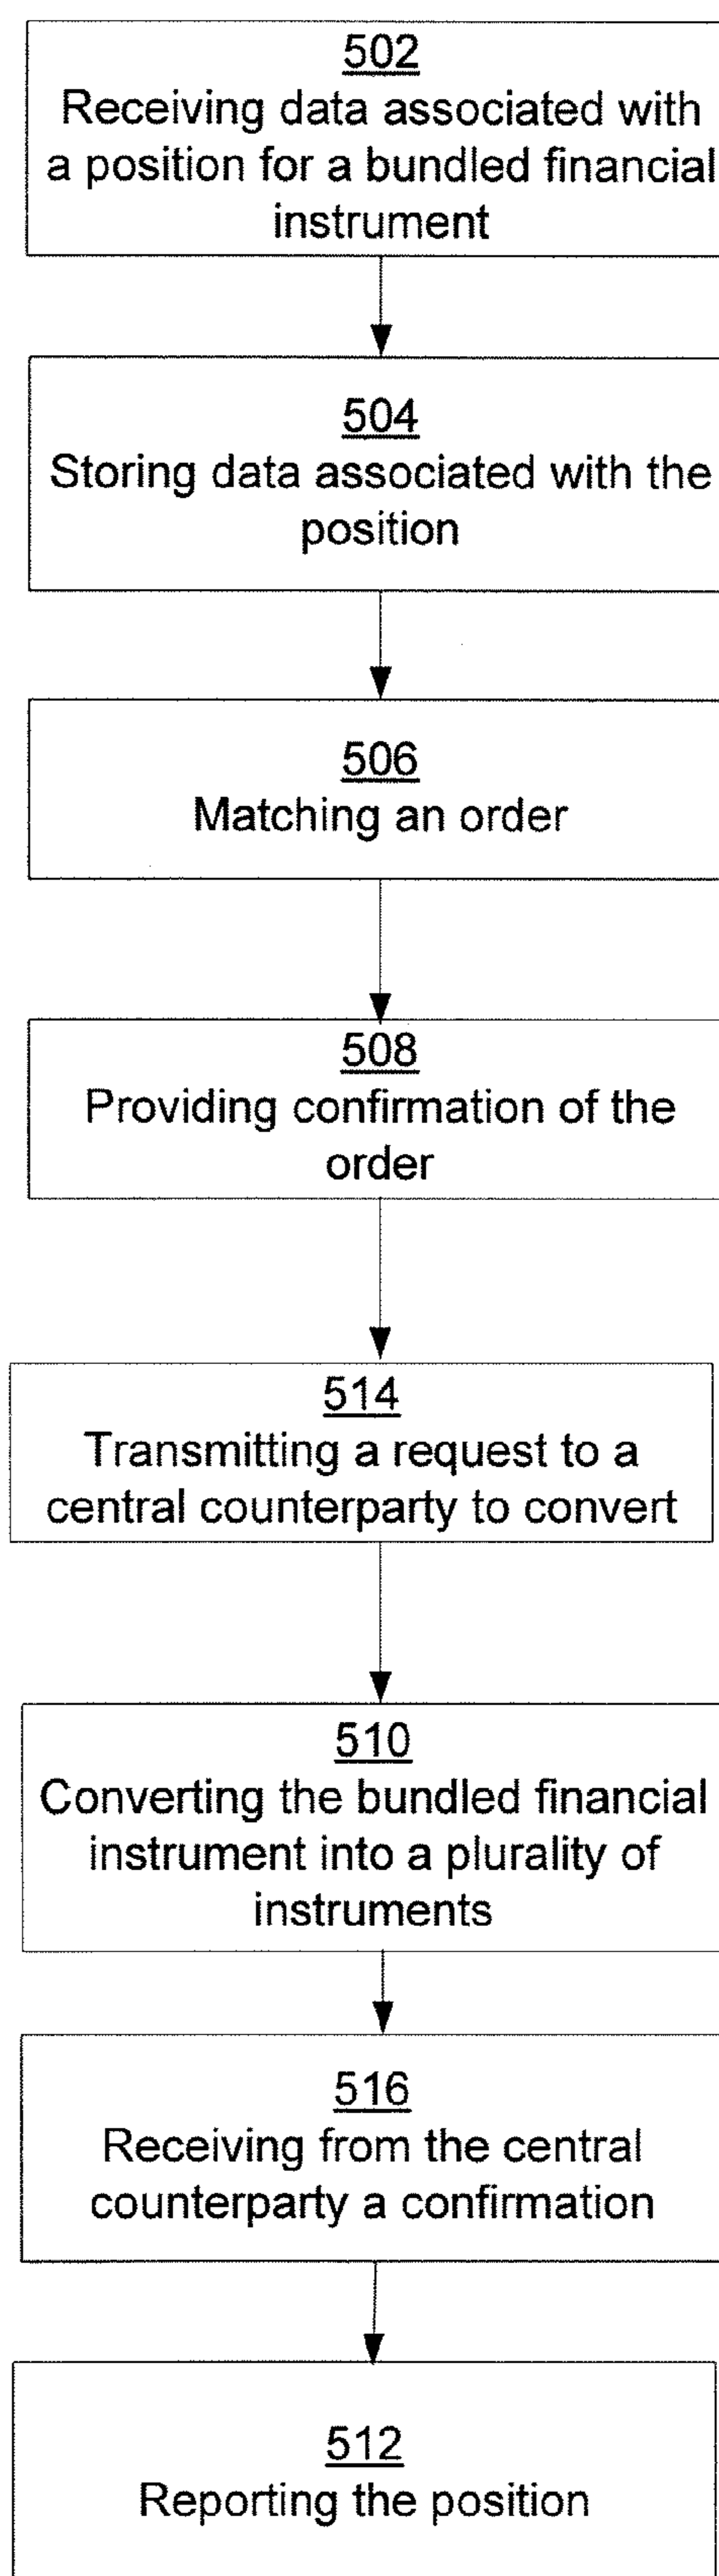 502
Receiving data associated with
a position for a bundled financial
instrument
504
Storing data associated with the
position
506
Matching an order
508
Providing confirmation of the
order
514
Transmitting a request to a
central counterparty to convert
510
Converting the bundled financial
instrument into a plurality of
instruments
516
Receiving from the central
counterparty a confirmation
512
Reporting the position